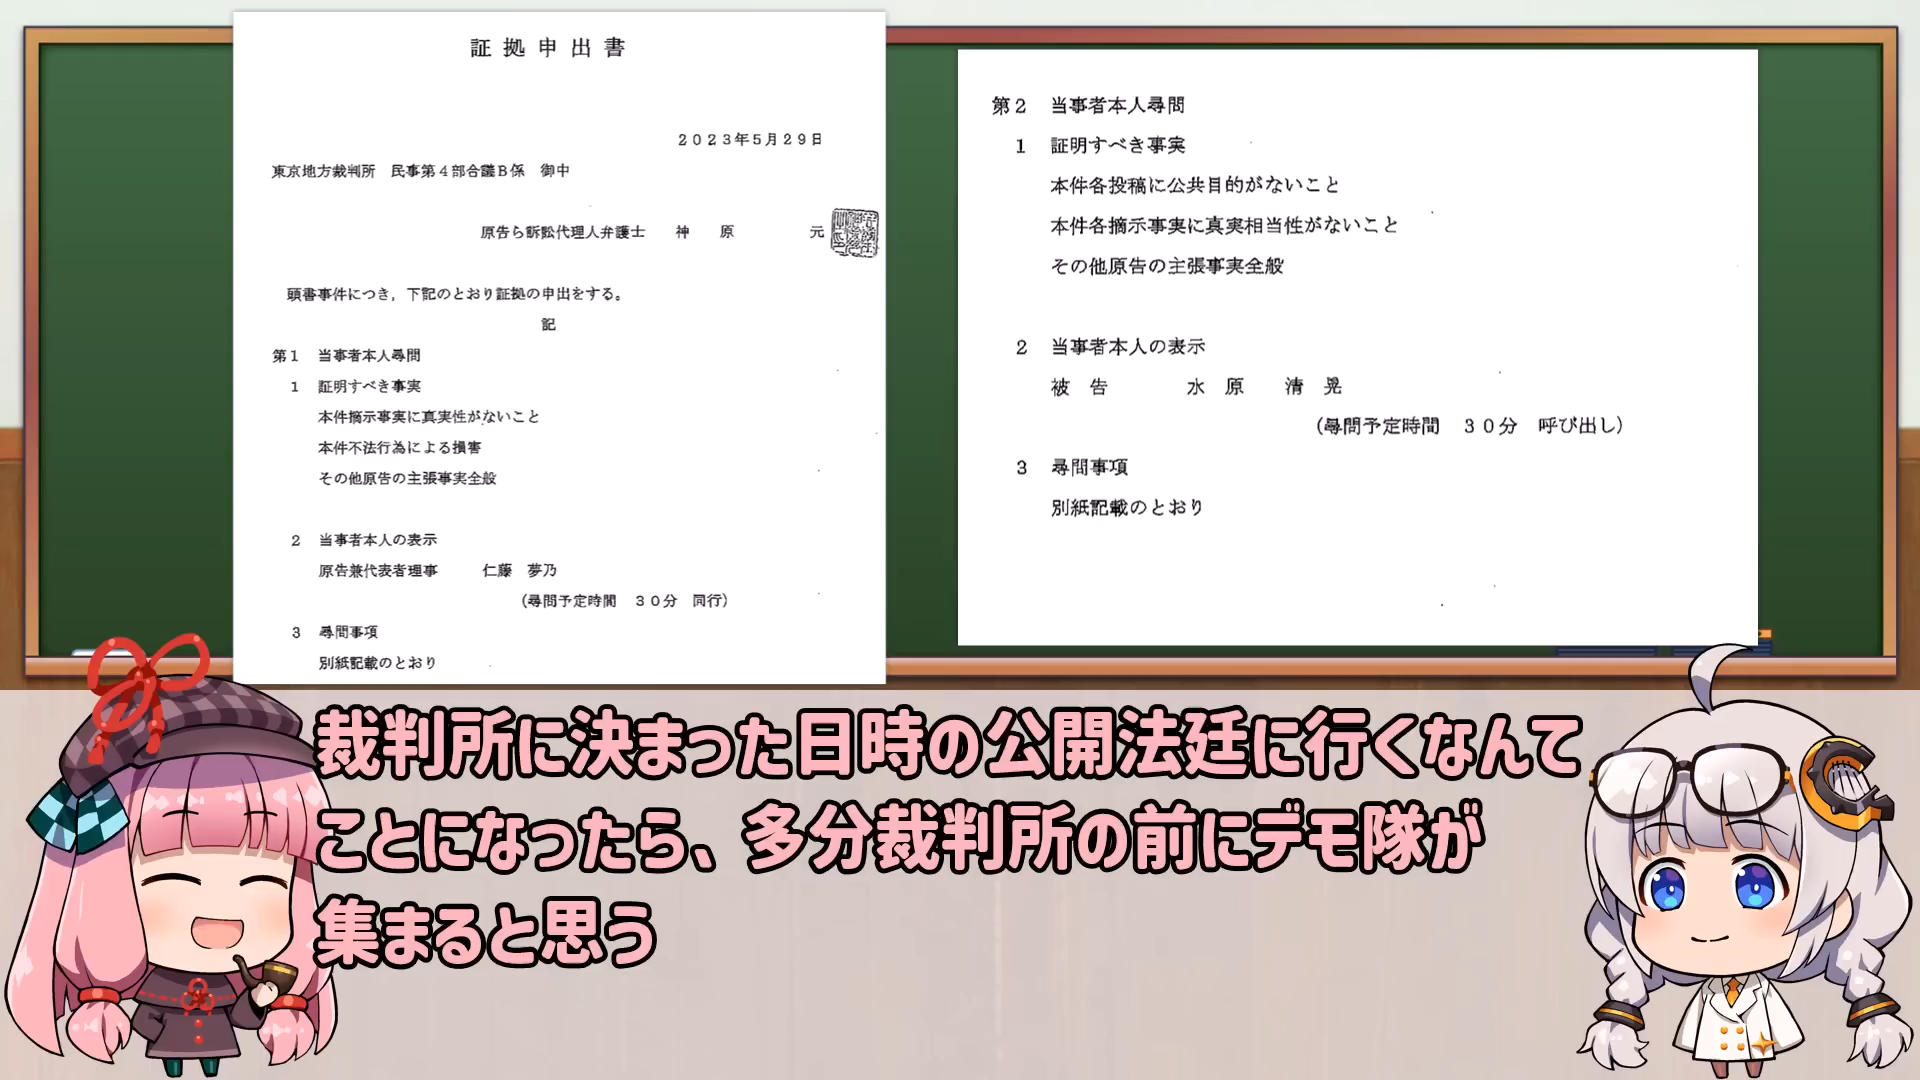 証拠申出書
2023年5月29日
東京地方裁判所 民事第4部合議B係 御中
原告ら訴訟代理人弁護士 神 原 元
頭書事件につき,下記のとおり証拠の申出をする。
記
第1 当事者本人尋問
1 証明すべき事実
本件摘示事実に真実性がないこと
本件不法行為による損害
その他原告の主張事実全般
2 当事者本人の表示
原告兼代表者理事 仁藤 夢乃
(尋問予定時間 30分 同行)
3 尋問事項
別紙記載のとおり
第2 当事者本人尋問
1 証明すべき事実
本件各投稿に公共目的がないこと
本件各摘示事実に真実相当性がないこと
その他原告の主張事実全般
2 当事者本人の表示
被 告 水 原 清 晃
(尋問予定時間 30分 呼び出し)
3 尋問事項
別紙記載のとおり
裁判所に決まった日時の公開法廷に行くなんて
ことになったら、多分裁判所の前にデモ隊が
集まると思う